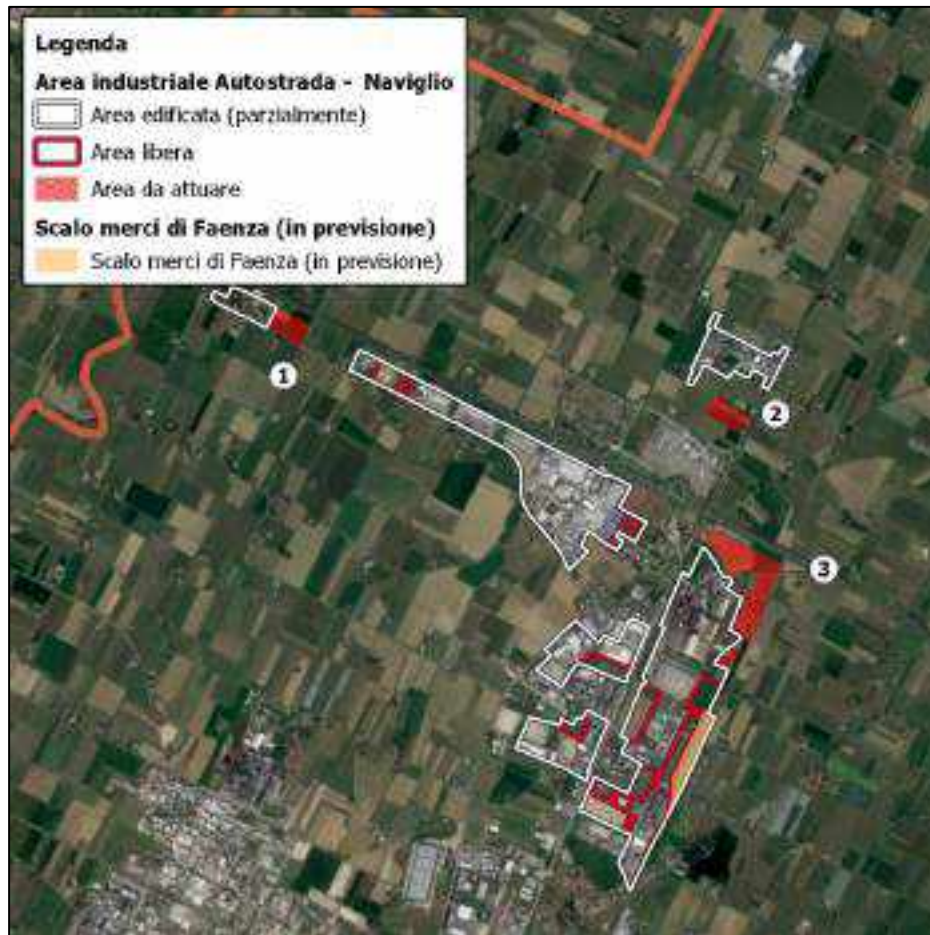 Legenda
Area industriale Autostrada - Naviglio
Area edificata (parzialmente)
Area libera
Area da attuare
Scalo merci di Faenza (in previsione)
Scalo merci di Faenza (in previsione)
1
2
3